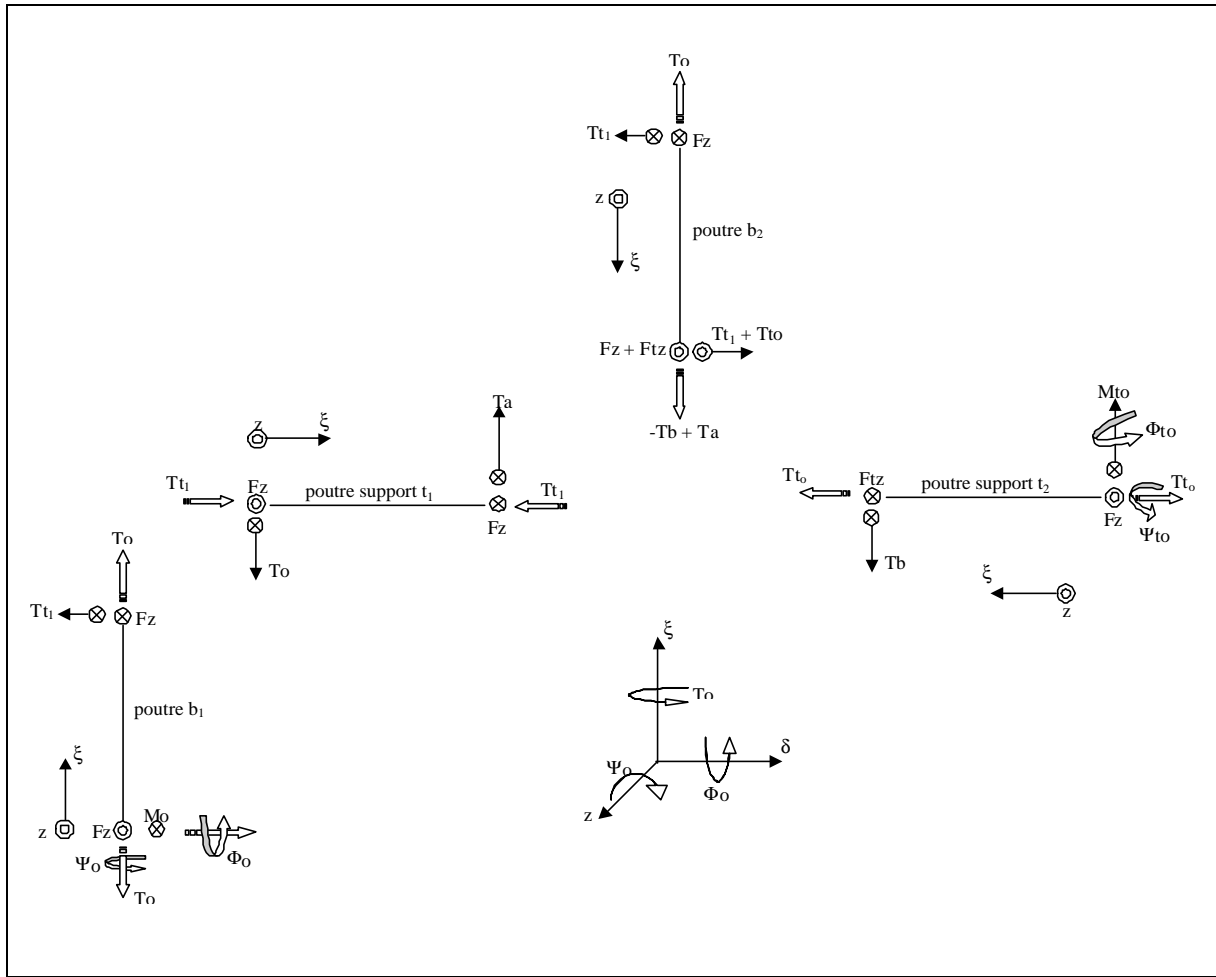 To
Tt₁
Fz
z
poutre b₂
ξ
Fz + Ftz
Tt₁ + Tto
-Tb + Ta
Ta
z
ξ
Tt₁
Fz
poutre support t₁
Tt₁
Fz
To
Mto
Φto
Ttₒ
Ftz
poutre support t₂
Ttₒ
Fz
Ψto
Tb
ξ
z
To
Tt₁
Fz
poutre b₁
ξ
z
Fz
Mo
Φo
Ψo
To
ξ
To
δ
Ψo
Φo
z